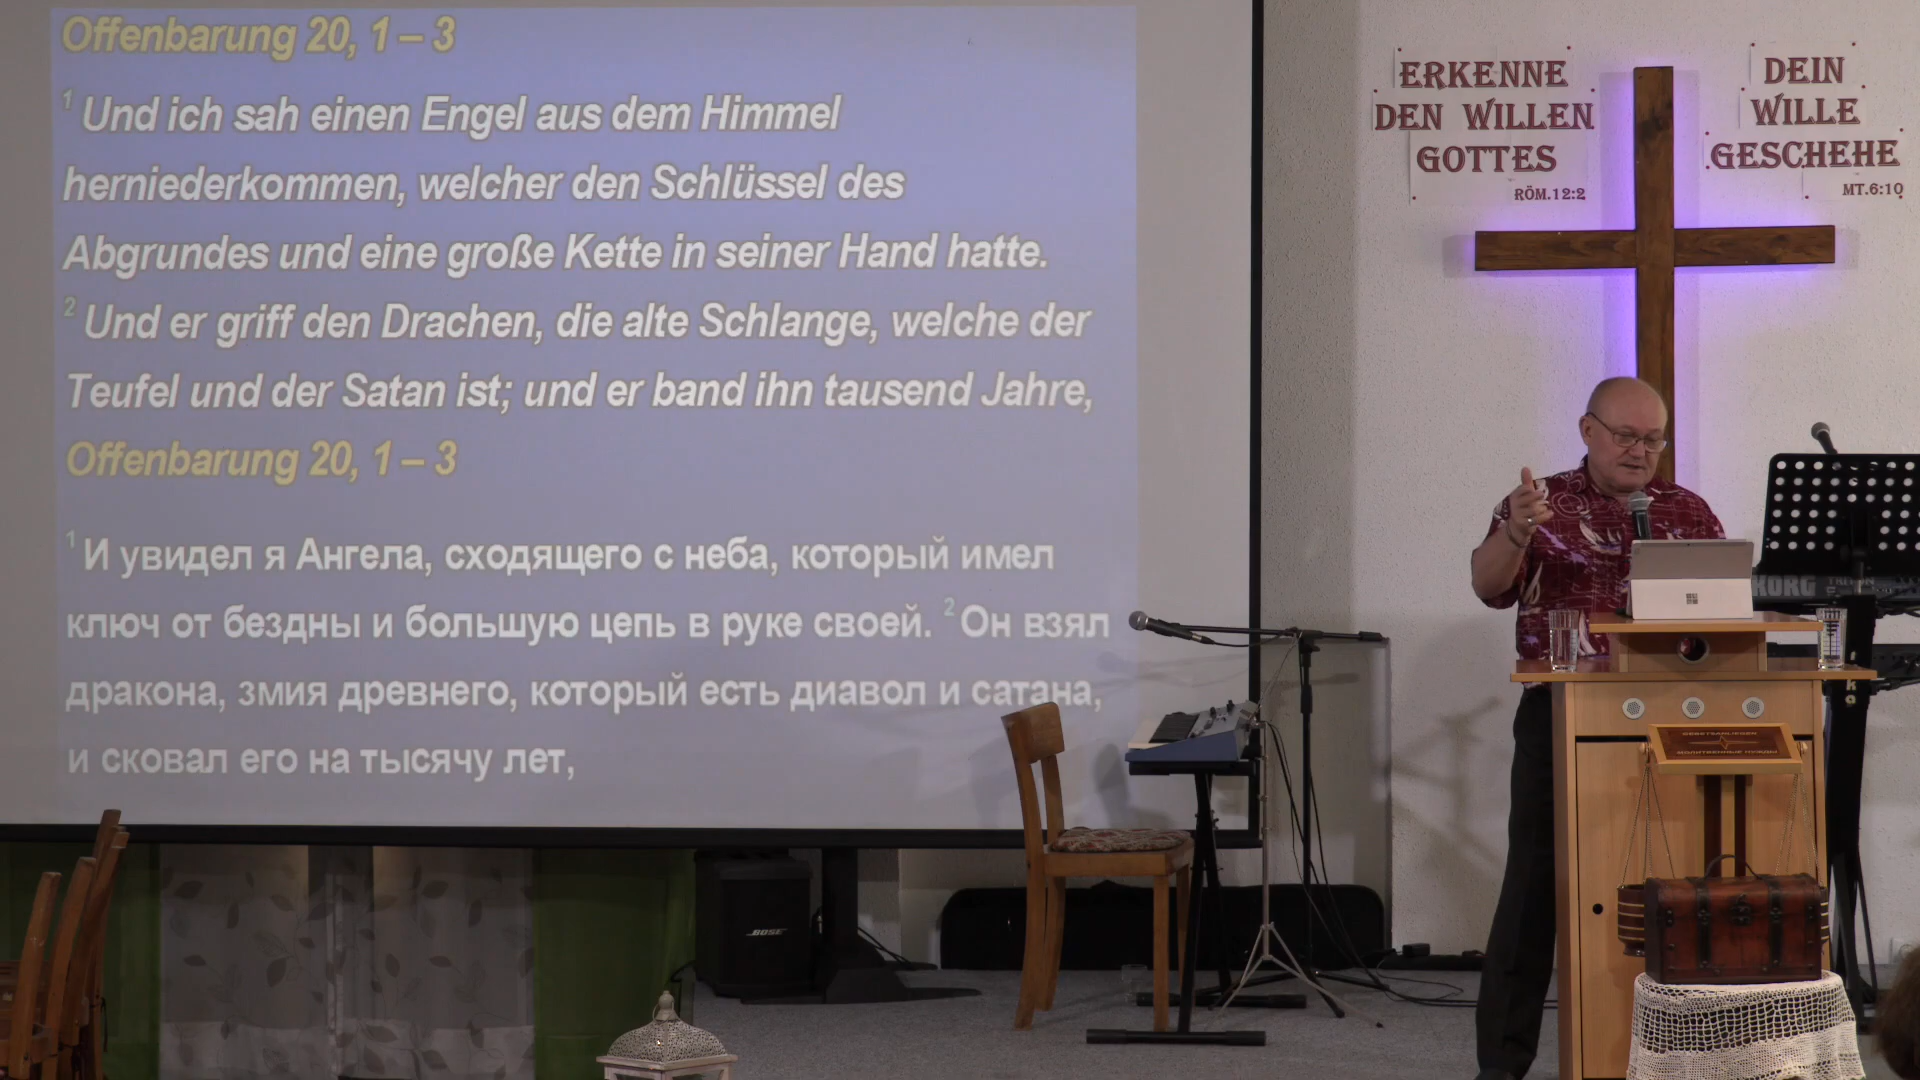 Offenbarung 20, 1 – 3
1 Und ich sah einen Engel aus dem Himmel
herniederkommen, welcher den Schlüssel des
Abgrundes und eine große Kette in seiner Hand hatte.
2 Und er griff den Drachen, die alte Schlange, welche der
Teufel und der Satan ist; und er band ihn tausend Jahre,
Offenbarung 20, 1 – 3
1 И увидел я Ангела, сходящего с неба, который имел
ключ от бездны и большую цепь в руке своей. 2 Он взял
дракона, змия древнего, который есть диавол и сатана,
и сковал его на тысячу лет,
ERKENNE
DEN WILLEN
GOTTES
RÖM.12:2
DEIN
WILLE
GESCHEHE
MT.6:10
KORG
BOSE
GEBETSANLIEGEN
МОЛИТВЕННЫЕ НУЖДЫ